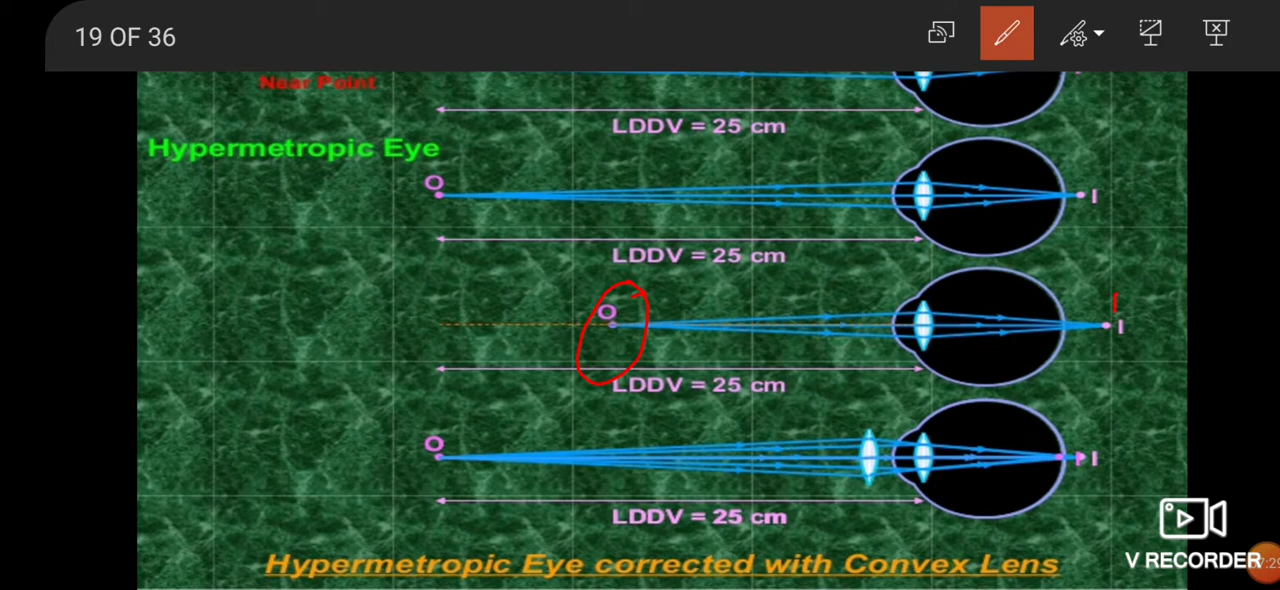 19 OF 36
Near Point
LDDV = 25 cm
Hypermetropic Eye
O
I
LDDV = 25 cm
O
I
LDDV = 25 cm
O
I
LDDV = 25 cm
Hypermetropic Eye corrected with Convex Lens
V RECORDER